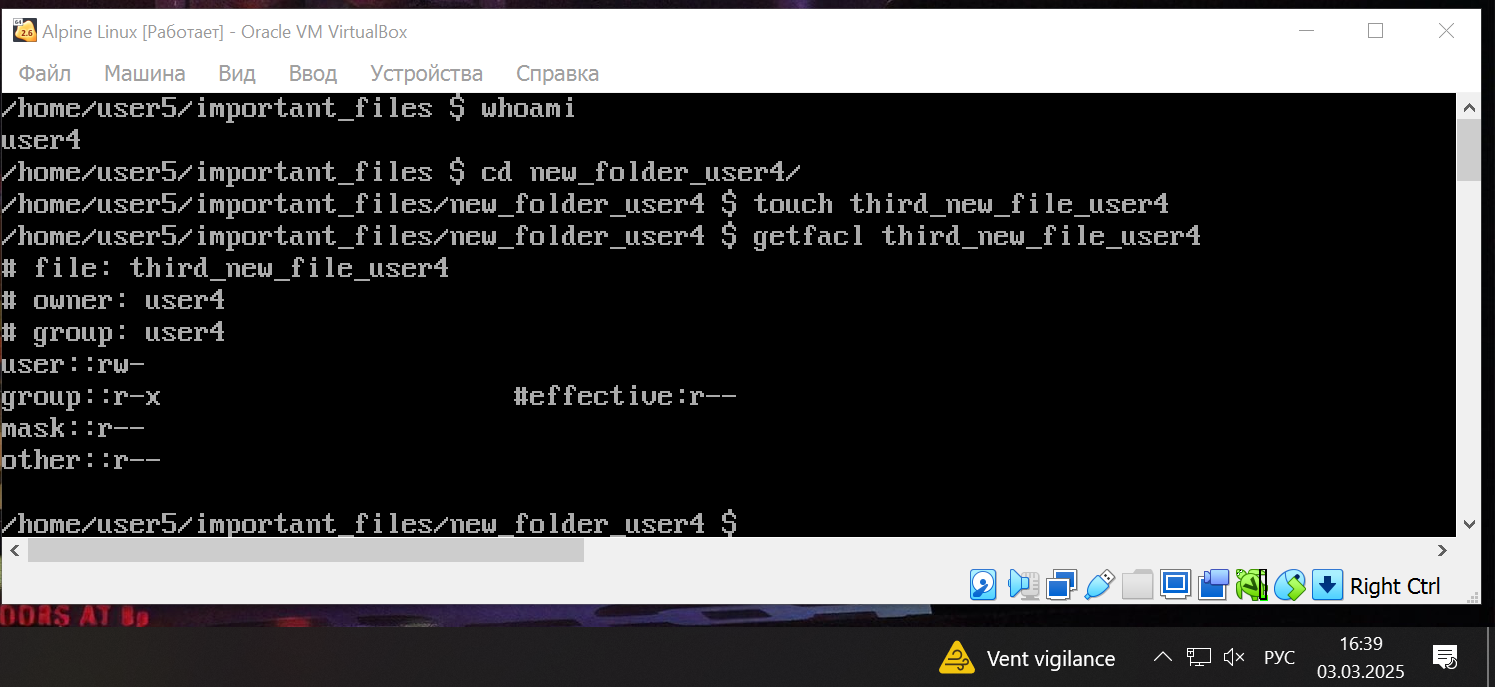 Alpine Linux [Работает] - Oracle VM VirtualBox
Файл Машина Вид Ввод Устройства Справка
/home/user5/important_files $ whoami
user4
/home/user5/important_files $ cd new_folder_user4/
/home/user5/important_files/new_folder_user4 $ touch third_new_file_user4
/home/user5/important_files/new_folder_user4 $ getfacl third_new_file_user4
# file: third_new_file_user4
# owner: user4
# group: user4
user::rw-
group::r-x #effective:r--
mask::r--
other::r--
/home/user5/important_files/new_folder_user4 $
Right Ctrl
DDRS AT 8p
Vent vigilance
РУС
16:39
03.03.2025